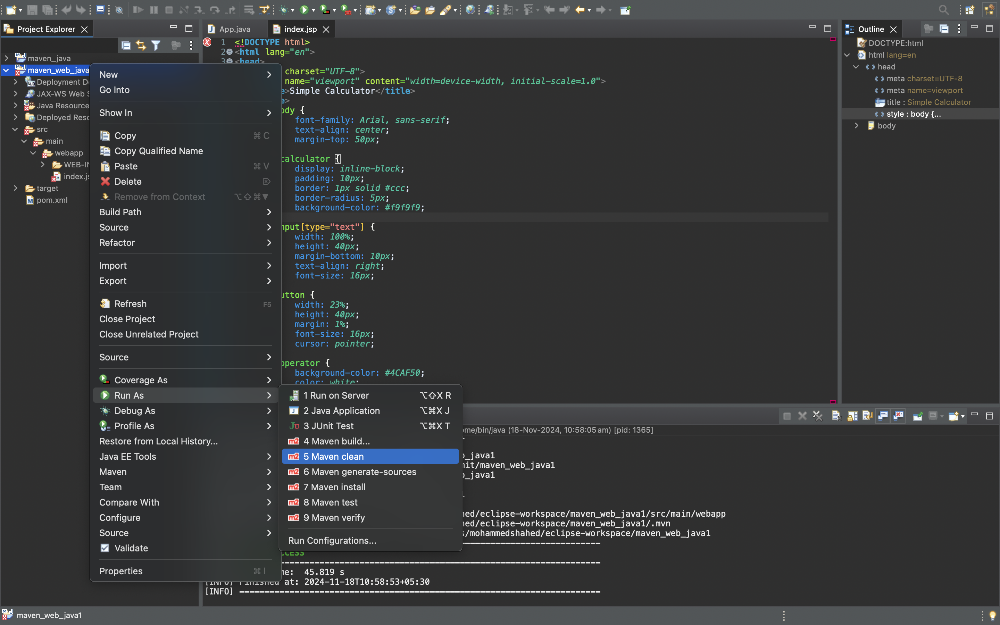 Project Explorer
maven_java
maven_web_java
Deployment De
JAX-WS Web S
Java Resource
Deployed Reso
src
main
webapp
WEB-IN
index.js
target
pom.xml
New
Go Into
Show In
Copy ⌘ C
Copy Qualified Name
Paste ⌘ V
Delete
Remove from Context ⌥⇧⌘▼
Build Path
Source
Refactor
Import
Export
Refresh F5
Close Project
Close Unrelated Project
Source
Coverage As
Run As
Debug As
Profile As
Restore from Local History...
Java EE Tools
Maven
Team
Compare With
Configure
Source
Validate
Properties ⌘ I
1 Run on Server ⌥⇧X R
2 Java Application ⌥⌘X J
3 JUnit Test ⌥⌘X T
4 Maven build...
5 Maven clean
6 Maven generate-sources
7 Maven install
8 Maven test
9 Maven verify
Run Configurations...
App.java
index.jsp
1 <!DOCTYPE html>
2 <html lang="en">
3 <head>
charset="UTF-8">
name="viewport" content="width=device-width, initial-scale=1.0">
e>Simple Calculator</title>
e>
ody {
font-family: Arial, sans-serif;
text-align: center;
margin-top: 50px;
calculator {
display: inline-block;
padding: 10px;
border: 1px solid #ccc;
border-radius: 5px;
background-color: #f9f9f9;
nput[type="text"] {
width: 100%;
height: 40px;
margin-bottom: 10px;
text-align: right;
font-size: 16px;
utton {
width: 23%;
height: 40px;
margin: 1%;
font-size: 16px;
cursor: pointer;
operator {
background-color: #4CAF50;
color: white;
Outline
DOCTYPE:html
html lang=en
head
meta charset=UTF-8
meta name=viewport
title : Simple Calculator
style : body {...
body
ome/bin/java (18-Nov-2024, 10:58:05 am) [pid: 1365]
b_java1
mit/maven_web_java1
b_java1
1
hed/eclipse-workspace/maven_web_java1/src/main/webapp
hed/eclipse-workspace/maven_web_java1/.mvn
s/mohammedshahed/eclipse-workspace/maven_web_java1
CCESS
me: 45.819 s
[INFO] Finished at: 2024-11-18T10:58:53+05:30
[INFO] ------------------------------------------------------------------------
maven_web_java1